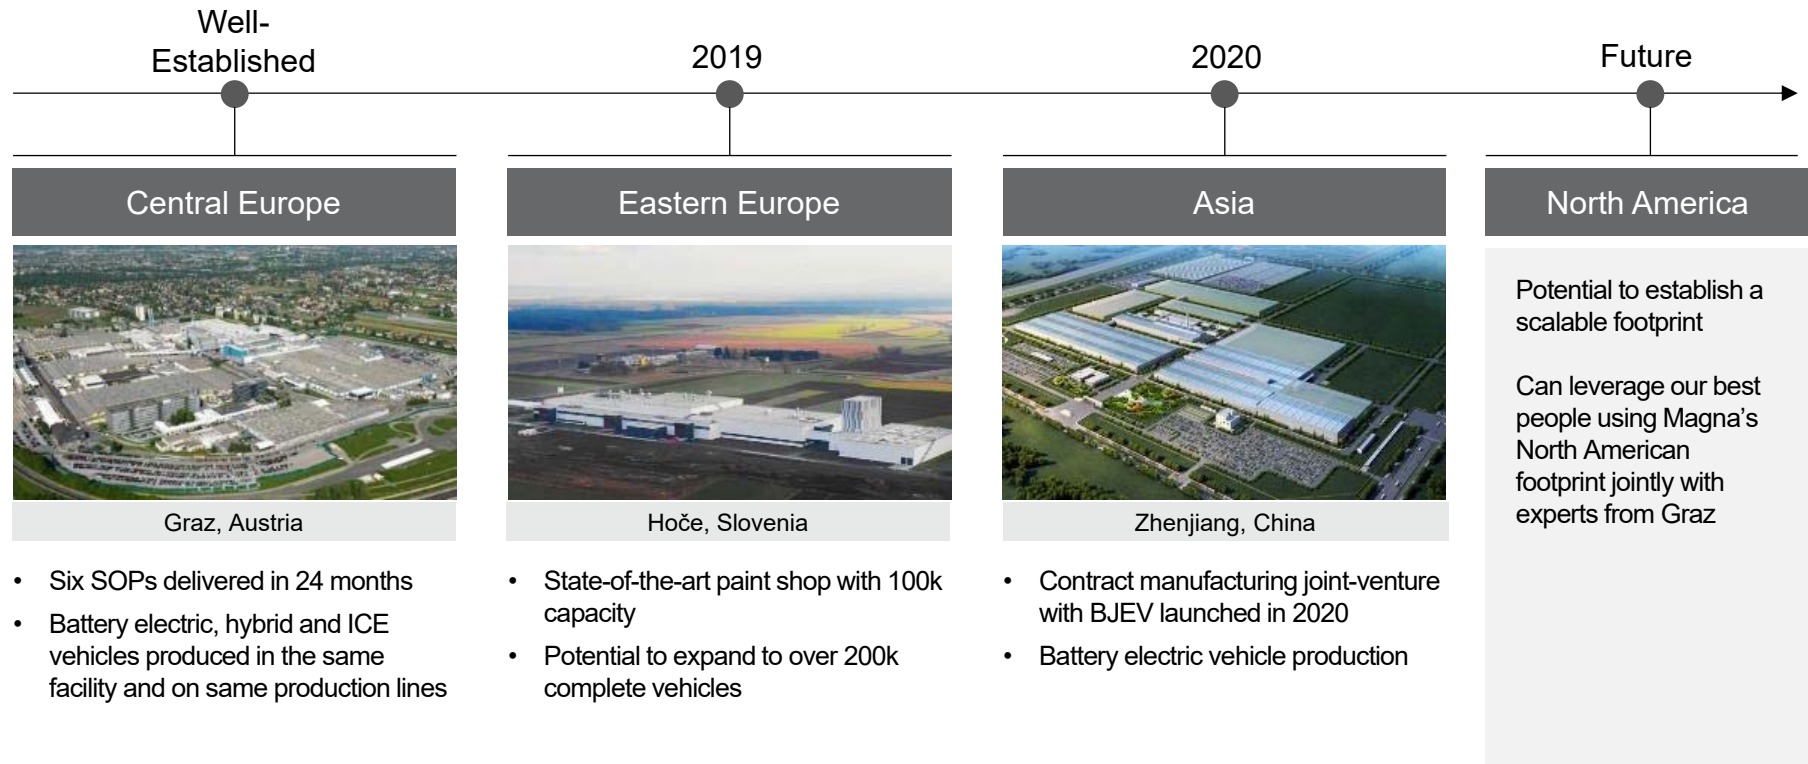 Well-
Established
2019
2020
Future
Central Europe
Eastern Europe
Asia
North America
Graz, Austria
Hoče, Slovenia
Zhenjiang, China
• Six SOPs delivered in 24 months
• Battery electric, hybrid and ICE
vehicles produced in the same
facility and on same production lines
• State-of-the-art paint shop with 100k
capacity
• Potential to expand to over 200k
complete vehicles
• Contract manufacturing joint-venture
with BJEV launched in 2020
• Battery electric vehicle production
Potential to establish a
scalable footprint
Can leverage our best
people using Magna’s
North American
footprint jointly with
experts from Graz